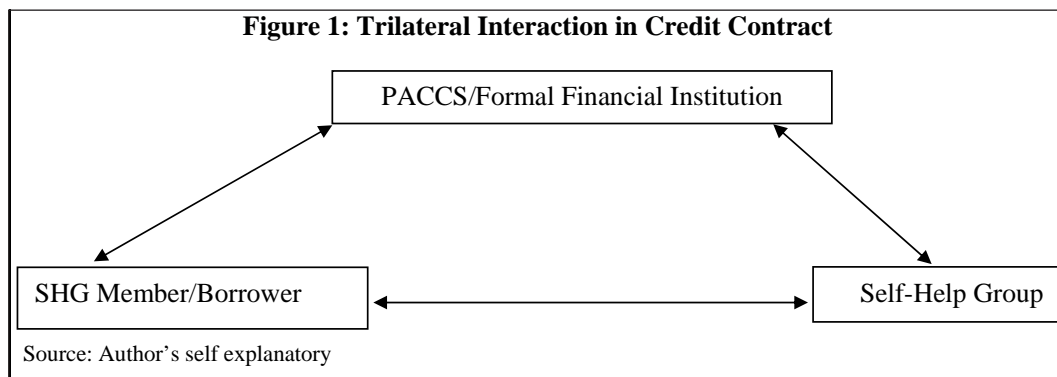 Figure 1: Trilateral Interaction in Credit Contract
PACCS/Formal Financial Institution
SHG Member/Borrower
Self-Help Group
Source: Author's self explanatory